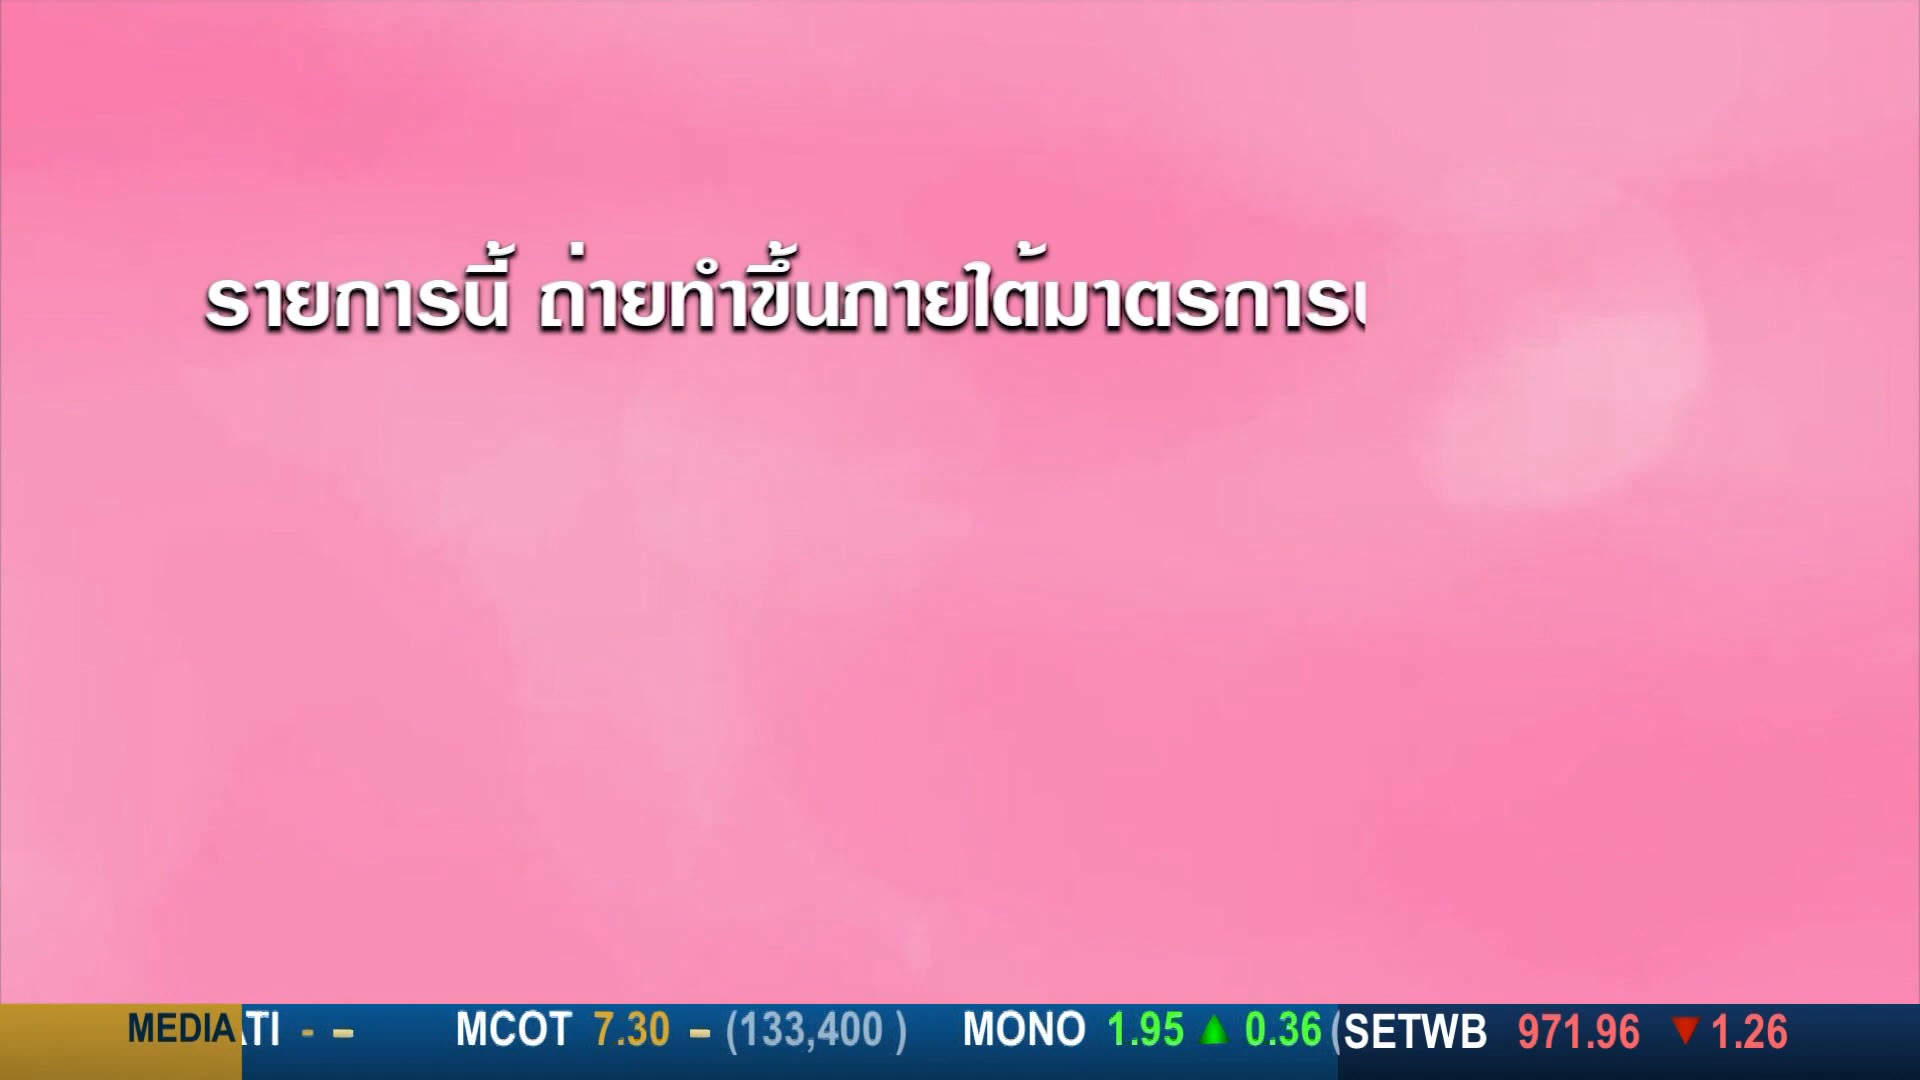 รายการนี้ ถ่ายทำขึ้นภายใต้มาตรการ
MEDIA TI - – MCOT 7.30 – (133,400 ) MONO 1.95 ▲ 0.36 ( SETWB 971.96 ▼ 1.26